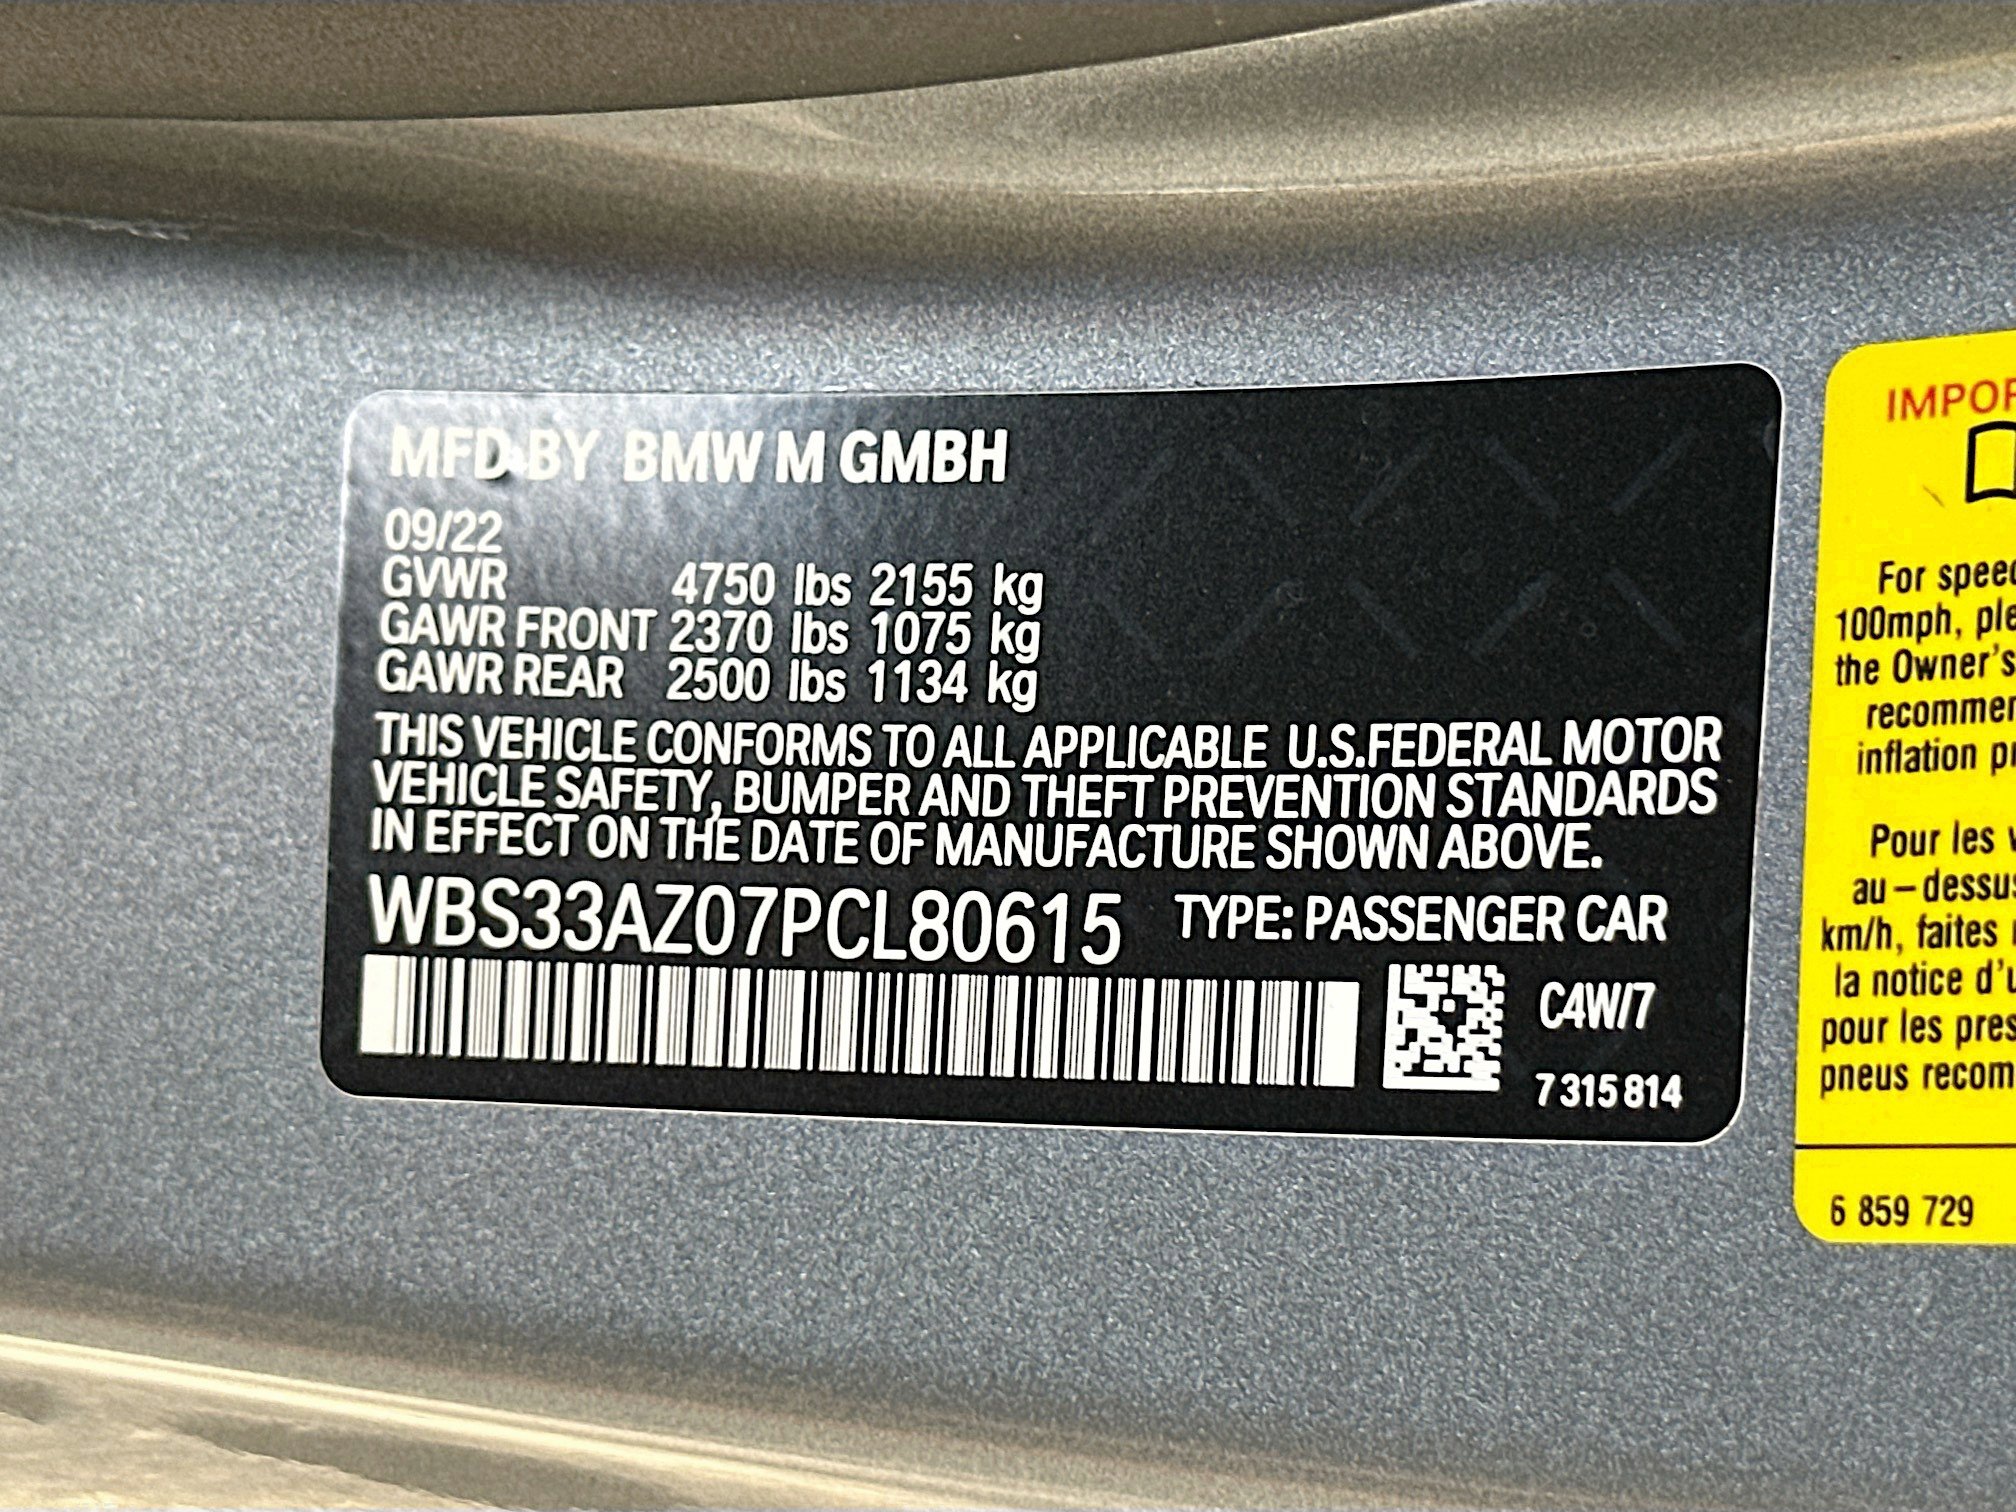 MFD BY BMW M GMBH
09/22
GVWR 4750 lbs 2155 kg
GAWR FRONT 2370 lbs 1075 kg
GAWR REAR 2500 lbs 1134 kg
THIS VEHICLE CONFORMS TO ALL APPLICABLE U.S.FEDERAL MOTOR
VEHICLE SAFETY, BUMPER AND THEFT PREVENTION STANDARDS
IN EFFECT ON THE DATE OF MANUFACTURE SHOWN ABOVE.
WBS33AZ07PCL80615 TYPE: PASSENGER CAR
C4W/7
7 315 814
For
100mph,
the Owner's
inflation
Pour les
au-dessus
km/h, faites
la notice
pour les
pneus
6 859 729